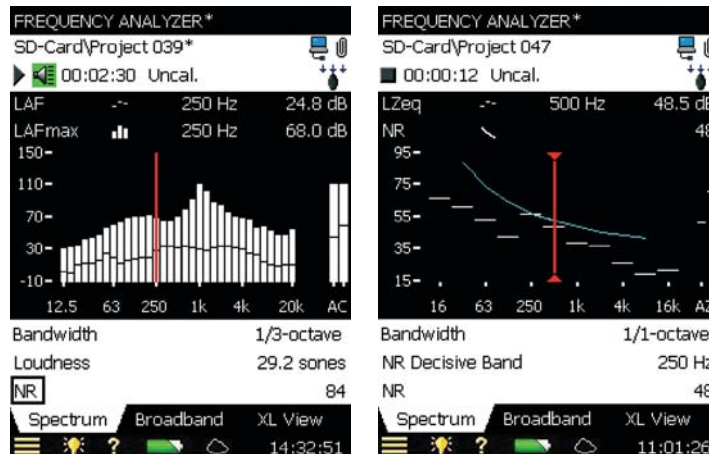 FREQUENCY ANALYZER*
SD-Card\Project 039*
00:02:30 Uncal.
LAF 250 Hz 24.8 dB
LAFmax 250 Hz 68.0 dB
150-
110-
70-
30-
-10-
12.5 63 250 1k 4k 20k AC
Bandwidth 1/3-octave
Loudness 29.2 sones
NR 84
Spectrum Broadband XL View
? 14:32:51
FREQUENCY ANALYZER*
SD-Card\Project 047
00:00:12 Uncal.
LZeq 500 Hz 48.5 dB
NR 48
95-
75-
55-
35-
15-
16 63 250 1k 4k 16k AZ
Bandwidth 1/1-octave
NR Decisive Band 250 Hz
NR 48
Spectrum Broadband XL View
? 11:01:26